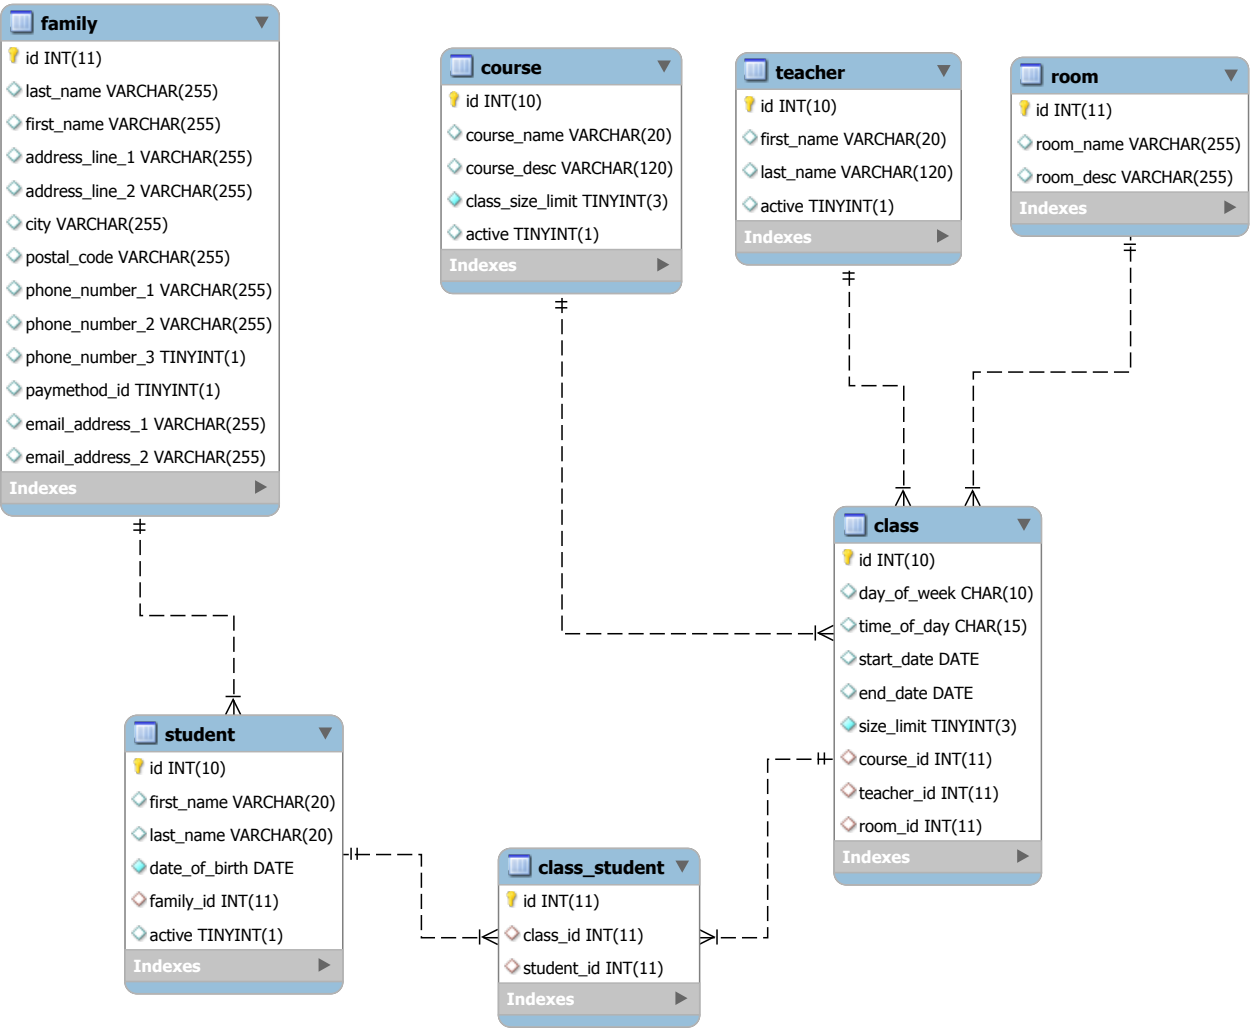 family
id INT(11)
last_name VARCHAR(255)
first_name VARCHAR(255)
address_line_1 VARCHAR(255)
address_line_2 VARCHAR(255)
city VARCHAR(255)
postal_code VARCHAR(255)
phone_number_1 VARCHAR(255)
phone_number_2 VARCHAR(255)
phone_number_3 TINYINT(1)
paymethod_id TINYINT(1)
email_address_1 VARCHAR(255)
email_address_2 VARCHAR(255)
Indexes
course
id INT(10)
course_name VARCHAR(20)
course_desc VARCHAR(120)
class_size_limit TINYINT(3)
active TINYINT(1)
Indexes
teacher
id INT(10)
first_name VARCHAR(20)
last_name VARCHAR(120)
active TINYINT(1)
Indexes
room
id INT(11)
room_name VARCHAR(255)
room_desc VARCHAR(255)
Indexes
class
id INT(10)
day_of_week CHAR(10)
time_of_day CHAR(15)
start_date DATE
end_date DATE
size_limit TINYINT(3)
course_id INT(11)
teacher_id INT(11)
room_id INT(11)
Indexes
student
id INT(10)
first_name VARCHAR(20)
last_name VARCHAR(20)
date_of_birth DATE
family_id INT(11)
active TINYINT(1)
Indexes
class_student
id INT(11)
class_id INT(11)
student_id INT(11)
Indexes